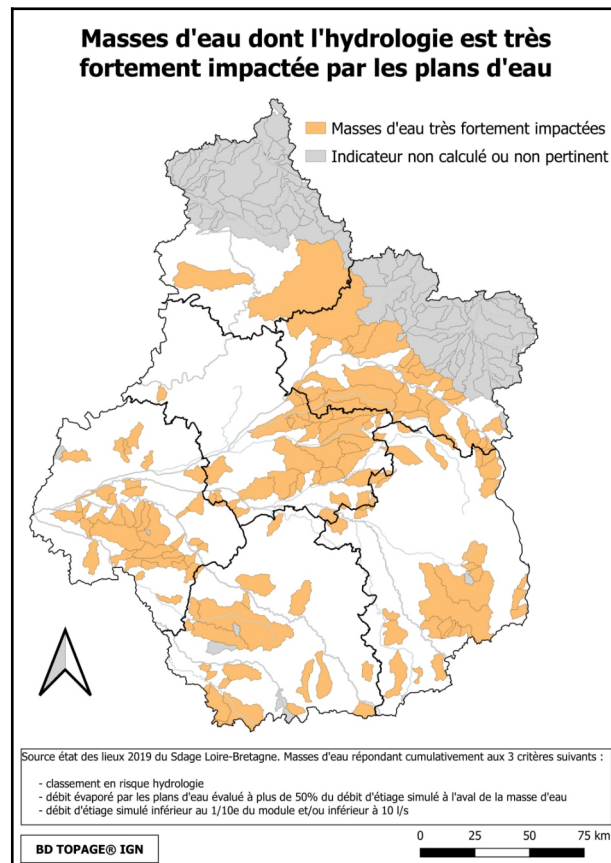 Masses d'eau dont l'hydrologie est très
fortement impactée par les plans d'eau
Masses d'eau très fortement impactées
Indicateur non calculé ou non pertinent
Source état des lieux 2019 du Sdage Loire-Bretagne. Masses d'eau répondant cumulativement aux 3 critères suivants :
- classement en risque hydrologie
- débit évaporé par les plans d'eau évalué à plus de 50% du débit d'étiage simulé à l'aval de la masse d'eau
- débit d'étiage simulé inférieur au 1/10e du module et/ou inférieur à 10 l/s
BD TOPAGE® IGN
0 25 50 75 km